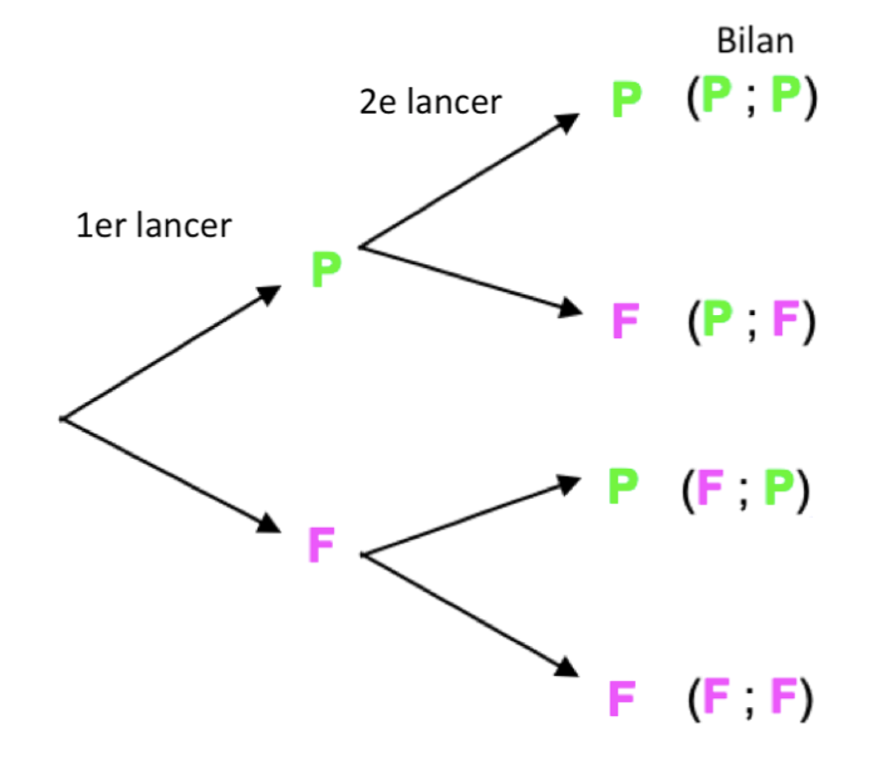 Bilan
2e lancer
P (P ; P)
1er lancer
P
F (P ; F)
P (F ; P)
F
F (F ; F)